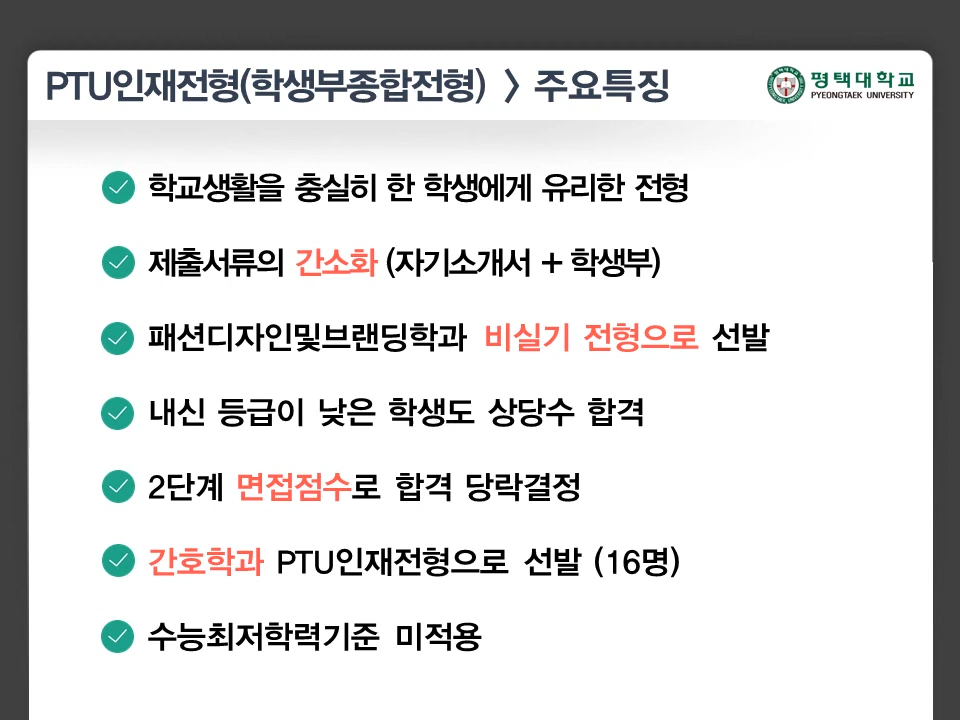 PTU인재전형(학생부종합전형) > 주요특징
평택대학교
PYEONGTAEK UNIVERSITY
학교생활을 충실히 한 학생에게 유리한 전형
제출서류의 간소화 (자기소개서 + 학생부)
패션디자인및브랜딩학과 비실기 전형으로 선발
내신 등급이 낮은 학생도 상당수 합격
2단계 면접점수로 합격 당락결정
간호학과 PTU인재전형으로 선발 (16명)
수능최저학력기준 미적용